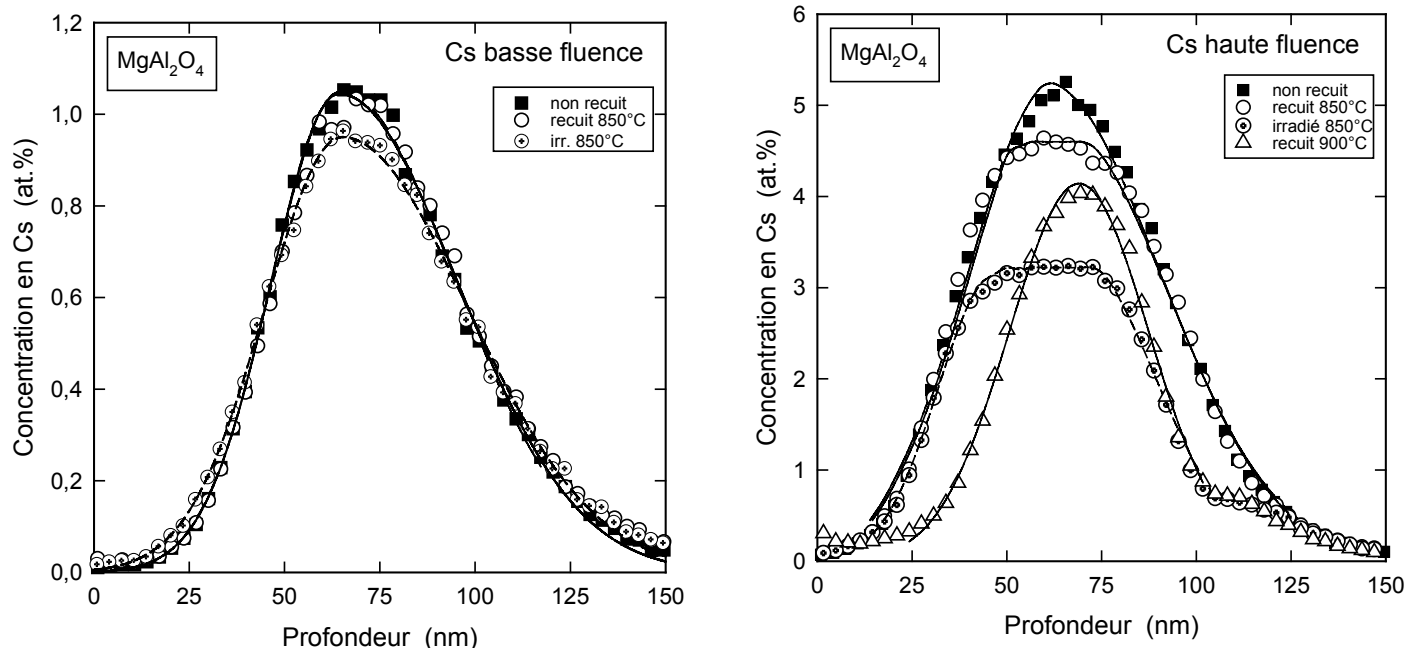 1,2
1,0
0,8
0,6
0,4
0,2
0,0
Concentration en Cs (at.%)
MgAl2O4
Cs basse fluence
non recuit
recuit 850°C
irr. 850°C
0
25
50
75
100
125
150
Profondeur (nm)
6
5
4
3
2
1
0
Concentration en Cs (at.%)
MgAl2O4
Cs haute fluence
non recuit
recuit 850°C
irradié 850°C
recuit 900°C
0
25
50
75
100
125
150
Profondeur (nm)